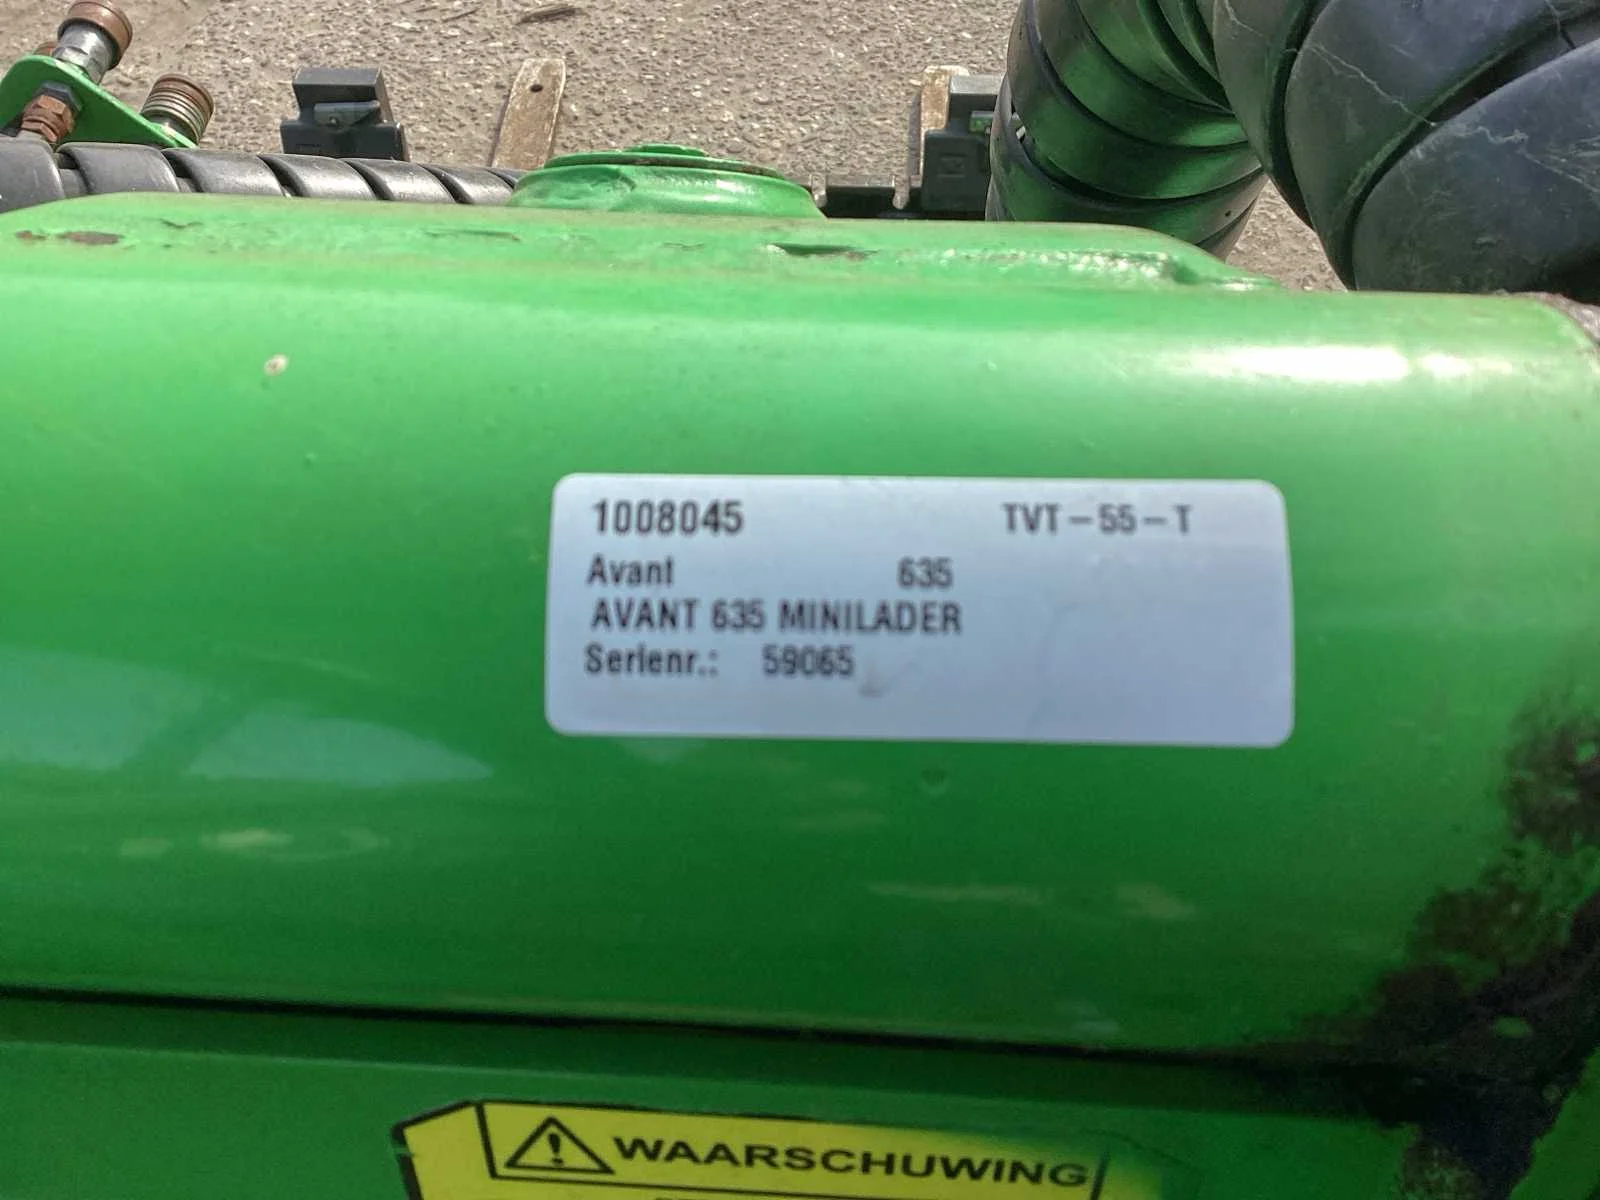 1008045 TVT-55-T
Avant 635
AVANT 635 MINILADER
Serienr.: 59065
WAARSCHUWING